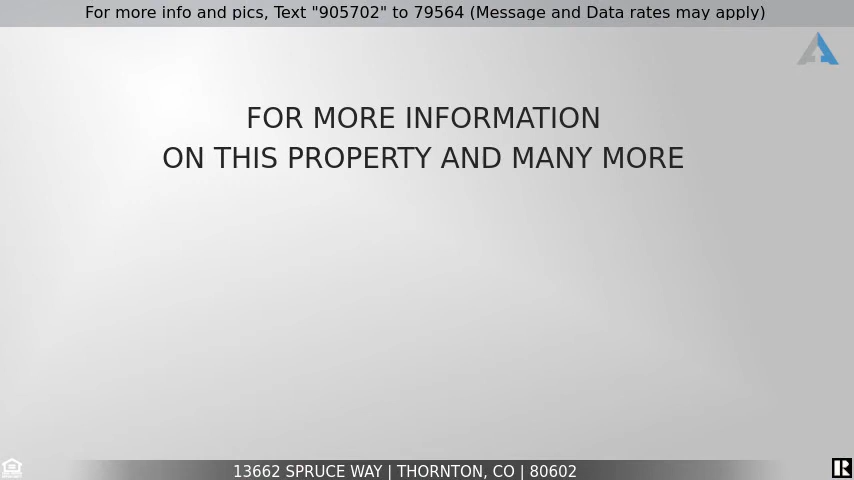 For more info and pics, Text "905702" to 79564 (Message and Data rates may apply)
FOR MORE INFORMATION
ON THIS PROPERTY AND MANY MORE
13662 SPRUCE WAY | THORNTON, CO | 80602